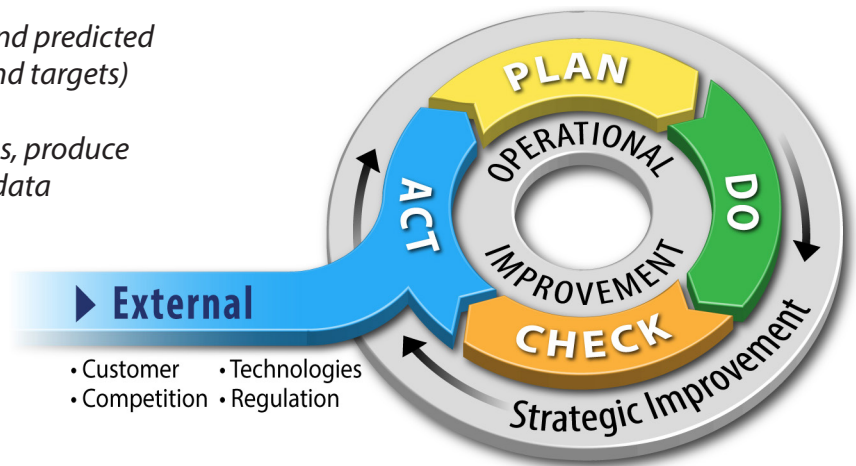 nd predicted
nd targets)
s, produce
data
PLAN
DO
CHECK
ACT
OPERATIONAL
IMPROVEMENT
Strategic Improvement
External
• Customer • Technologies
• Competition • Regulation